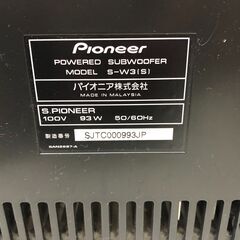 Pioneer
POWERED SUBWOOFER
MODEL S-W3(S)
パイオニア株式会社
MADE IN MALAYSIA
S PIONEER
100V 93W 50/60Hz
製造番号 SJTC000993JP